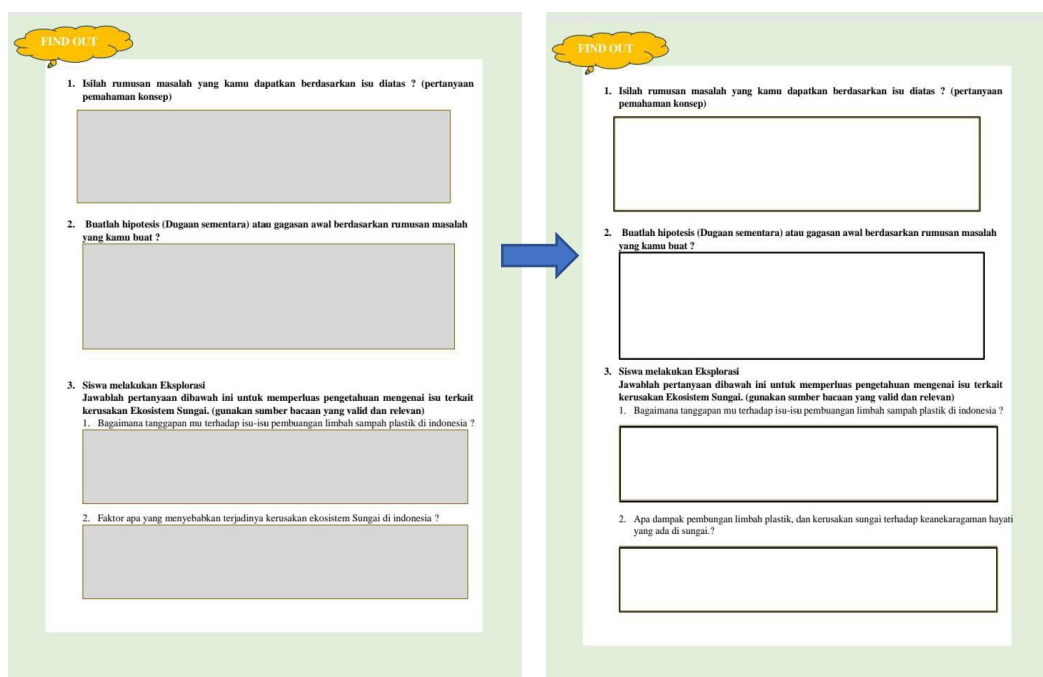 FIND OUT
1. Isilah rumusan masalah yang kamu dapatkan berdasarkan isu diatas ? (pertanyaan
pemahaman konsep)
2. Buatlah hipotesis (Dugaan sementara) atau gagasan awal berdasarkan rumusan masalah
yang kamu buat ?
3. Siswa melakukan Eksplorasi
Jawablah pertanyaan dibawah ini untuk memperluas pengetahuan mengenai isu terkait
kerusakan Ekosistem Sungai. (gunakan sumber bacaan yang valid dan relevan)
1. Bagaimana tanggapan mu terhadap isu-isu pembuangan limbah sampah plastik di indonesia ?
2. Faktor apa yang menyebabkan terjadinya kerusakan ekosistem Sungai di indonesia ?
FIND OUT
1. Isilah rumusan masalah yang kamu dapatkan berdasarkan isu diatas ? (pertanyaan
pemahaman konsep)
2. Buatlah hipotesis (Dugaan sementara) atau gagasan awal berdasarkan rumusan masalah
yang kamu buat ?
3. Siswa melakukan Eksplorasi
Jawablah pertanyaan dibawah ini untuk memperluas pengetahuan mengenai isu terkait
kerusakan Ekosistem Sungai. (gunakan sumber bacaan yang valid dan relevan)
1. Bagaimana tanggapan mu terhadap isu-isu pembuangan limbah sampah plastik di indonesia ?
2. Apa dampak pembungan limbah plastik, dan kerusakan sungai terhadap keanekaragaman hayati
yang ada di sungai.?